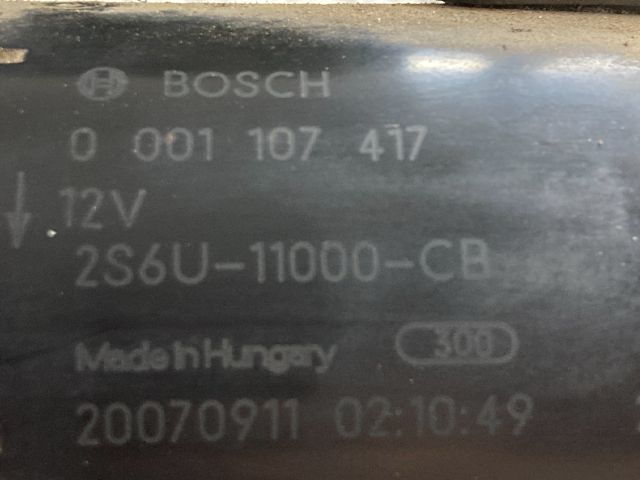 BOSCH
0 001 107 417
12V
2S6U-11000-CB
Made in Hungary 300
20070911 02:10:49